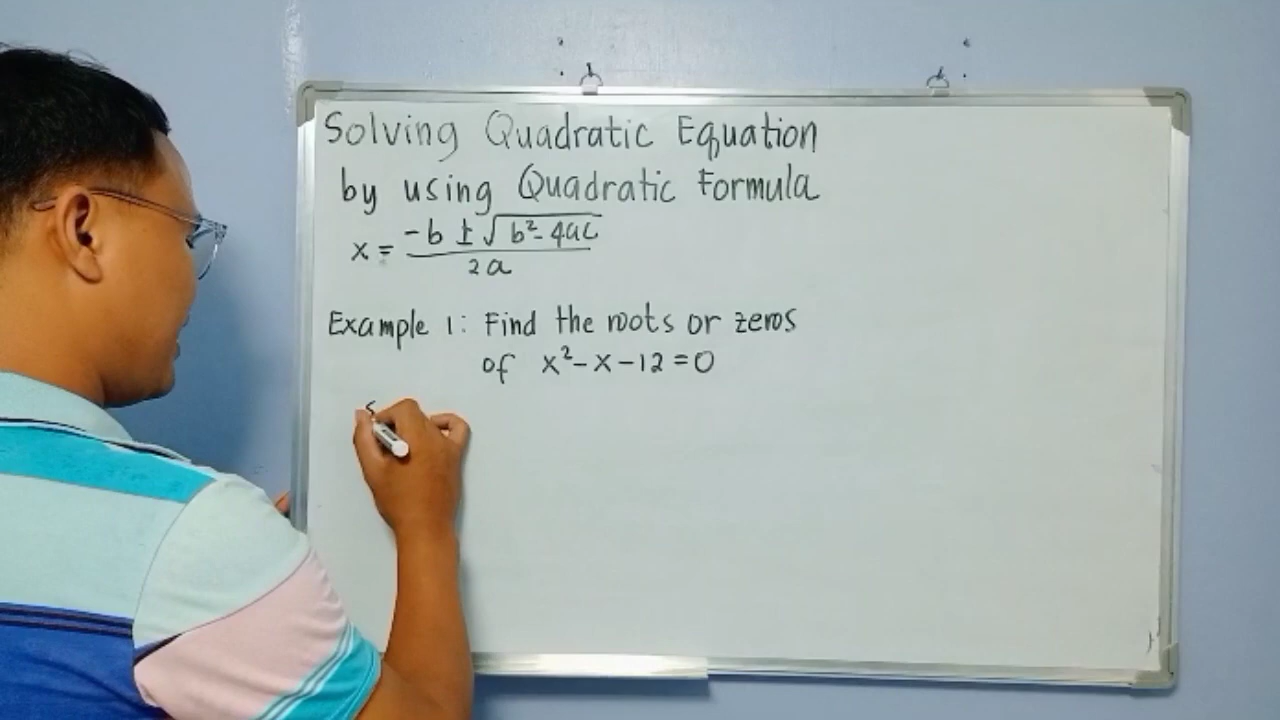 Solving Quadratic Equation
by using Quadratic Formula
x = -b ± √b² - 4ac
2a
Example 1: Find the roots or zeros
of x² - x - 12 = 0
S